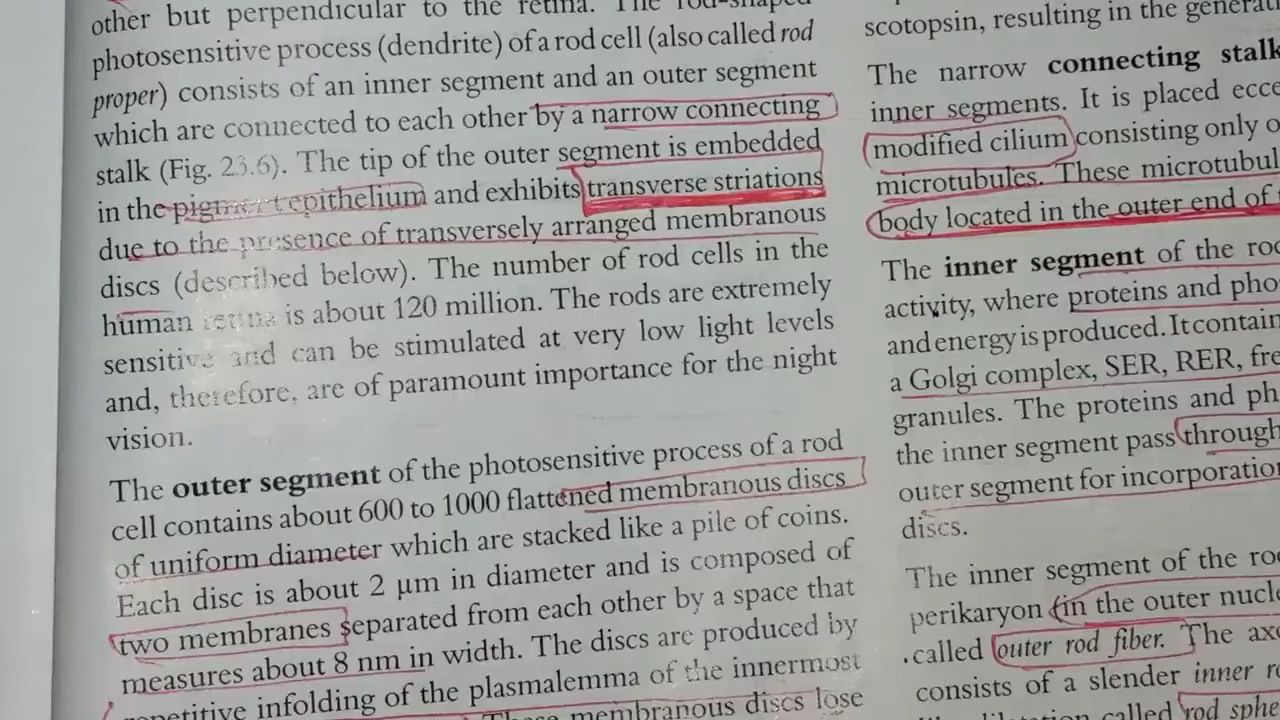 other but perpendicular to the retina. The rod-shaped
photosensitive process (dendrite) of a rod cell (also called rod
proper) consists of an inner segment and an outer segment
which are connected to each other by a narrow connecting
stalk (Fig. 23.6). The tip of the outer segment is embedded
in the pigment epithelium and exhibits transverse striations
due to the presence of transversely arranged membranous
discs (described below). The number of rod cells in the
human retina is about 120 million. The rods are extremely
sensitive and can be stimulated at very low light levels
and, therefore, are of paramount importance for the night
vision.
The outer segment of the photosensitive process of a rod
cell contains about 600 to 1000 flattened membranous discs
of uniform diameter which are stacked like a pile of coins.
Each disc is about 2 µm in diameter and is composed of
two membranes separated from each other by a space that
measures about 8 nm in width. The discs are produced by
repetitive infolding of the plasmalemma of the innermost
membranous discs lose
scotopsin, resulting in the
The narrow connecting stalk
inner segments. It is placed
modified cilium consisting only
microtubules. These
body located in the outer end of
The inner segment of the
activity, where proteins and
and energy is produced. It
a Golgi complex, SER, RER,
granules. The proteins and
the inner segment pass through
outer segment for
discs.
The inner segment of the
perikaryon (in the outer
called outer rod fiber. The
consists of a slender inner
called rod